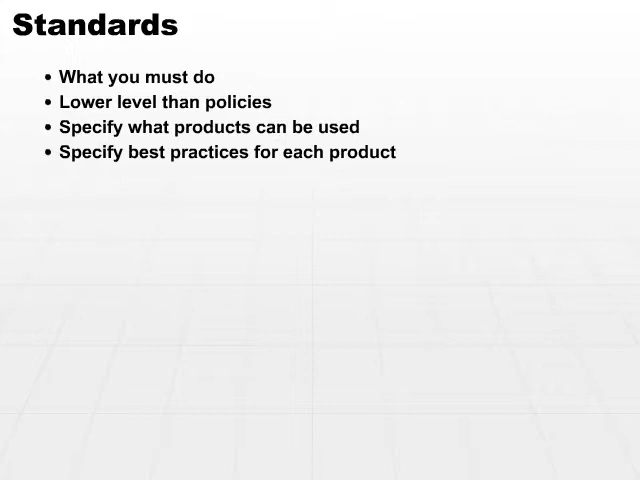 Standards
• What you must do
• Lower level than policies
• Specify what products can be used
• Specify best practices for each product